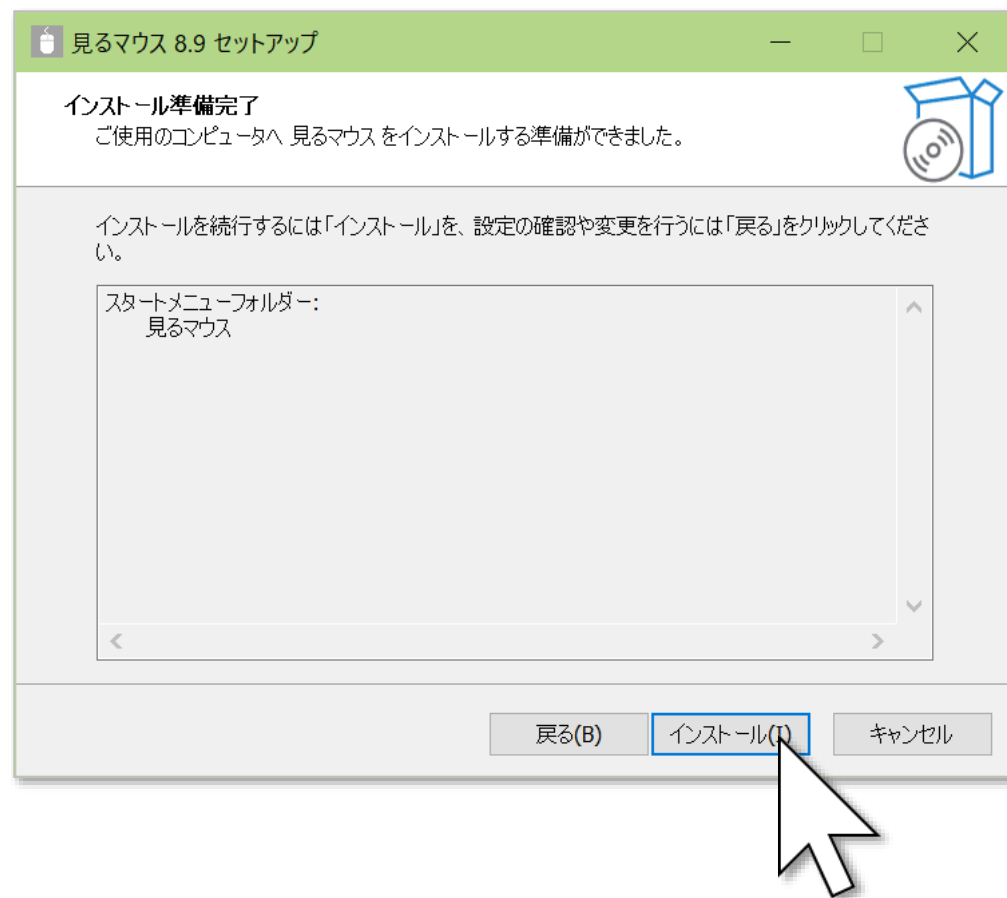 見るマウス 8.9 セットアップ
インストール準備完了
ご使用のコンピュータへ 見るマウス をインストールする準備ができました。
インストールを続行するには「インストール」を、設定の確認や変更を行うには「戻る」をクリックしてくださ
い。
スタートメニューフォルダー:
見るマウス
戻る(B)
インストール(I)
キャンセル